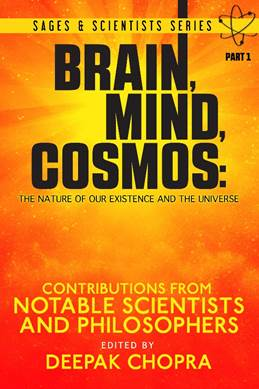 SAGES & SCIENTISTS SERIES
PART 1
BRAIN,
MIND,
COSMOS:
THE NATURE OF OUR EXISTENCE AND THE UNIVERSE
CONTRIBUTIONS FROM
NOTABLE SCIENTISTS
AND PHILOSOPHERS
EDITED BY
DEEPAK CHOPRA